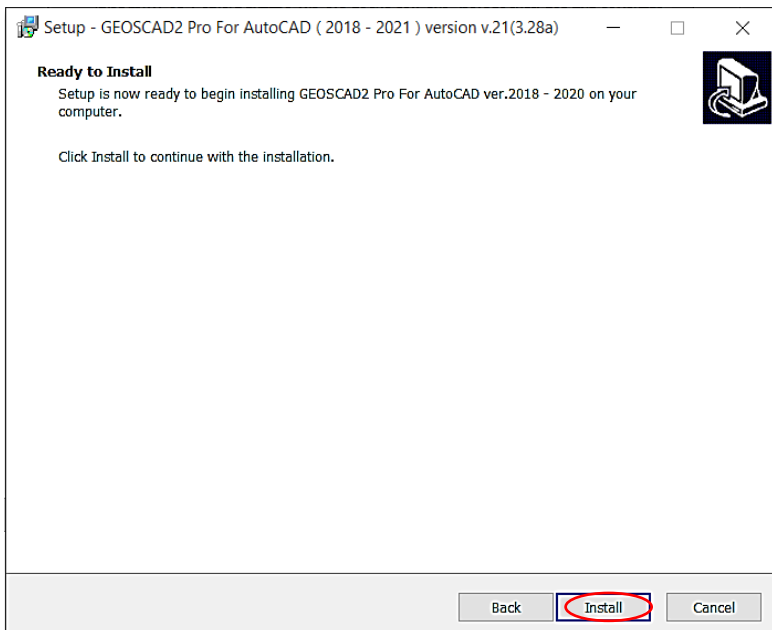 Setup - GEOSCAD2 Pro For AutoCAD ( 2018 - 2021 ) version v.21(3.28a)
Ready to Install
Setup is now ready to begin installing GEOSCAD2 Pro For AutoCAD ver.2018 - 2020 on your
computer.
Click Install to continue with the installation.
Back Install Cancel